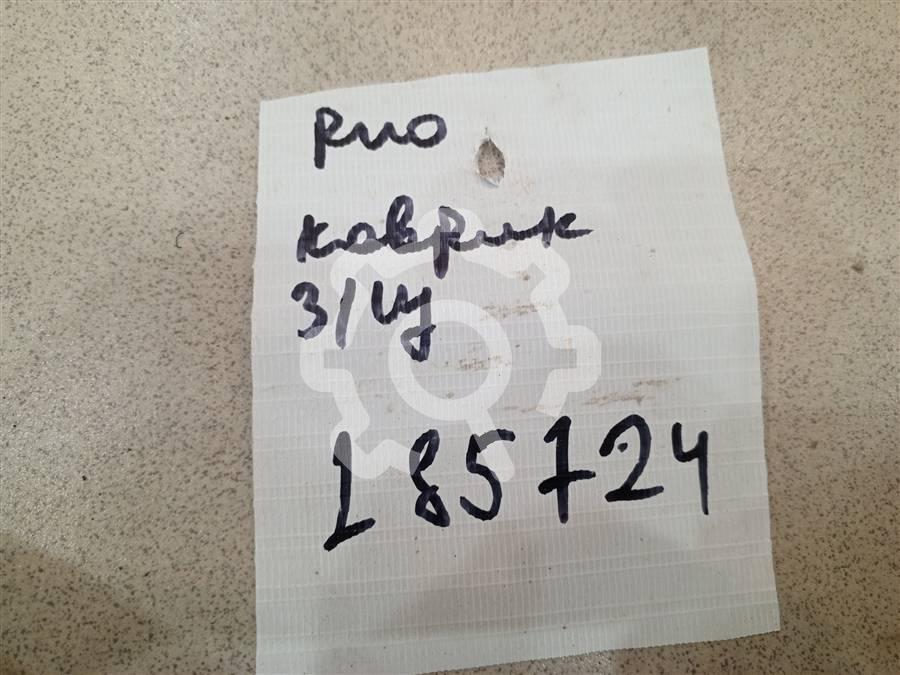 Рио
коврик
З/Ц
185724